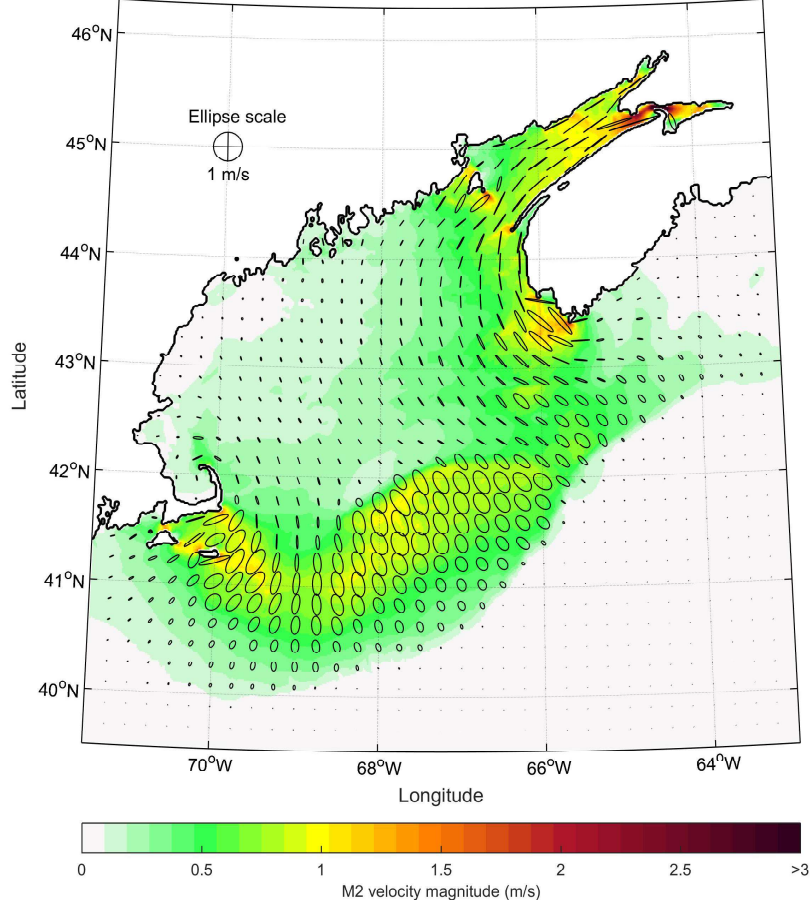 46°N
Ellipse scale
45°N
1 m/s
44°N
43°N
Latitude
42°N
41°N
40°N
70°W 68°W 66°W 64°W
Longitude
0 0.5 1 1.5 2 2.5 >3
M2 velocity magnitude (m/s)